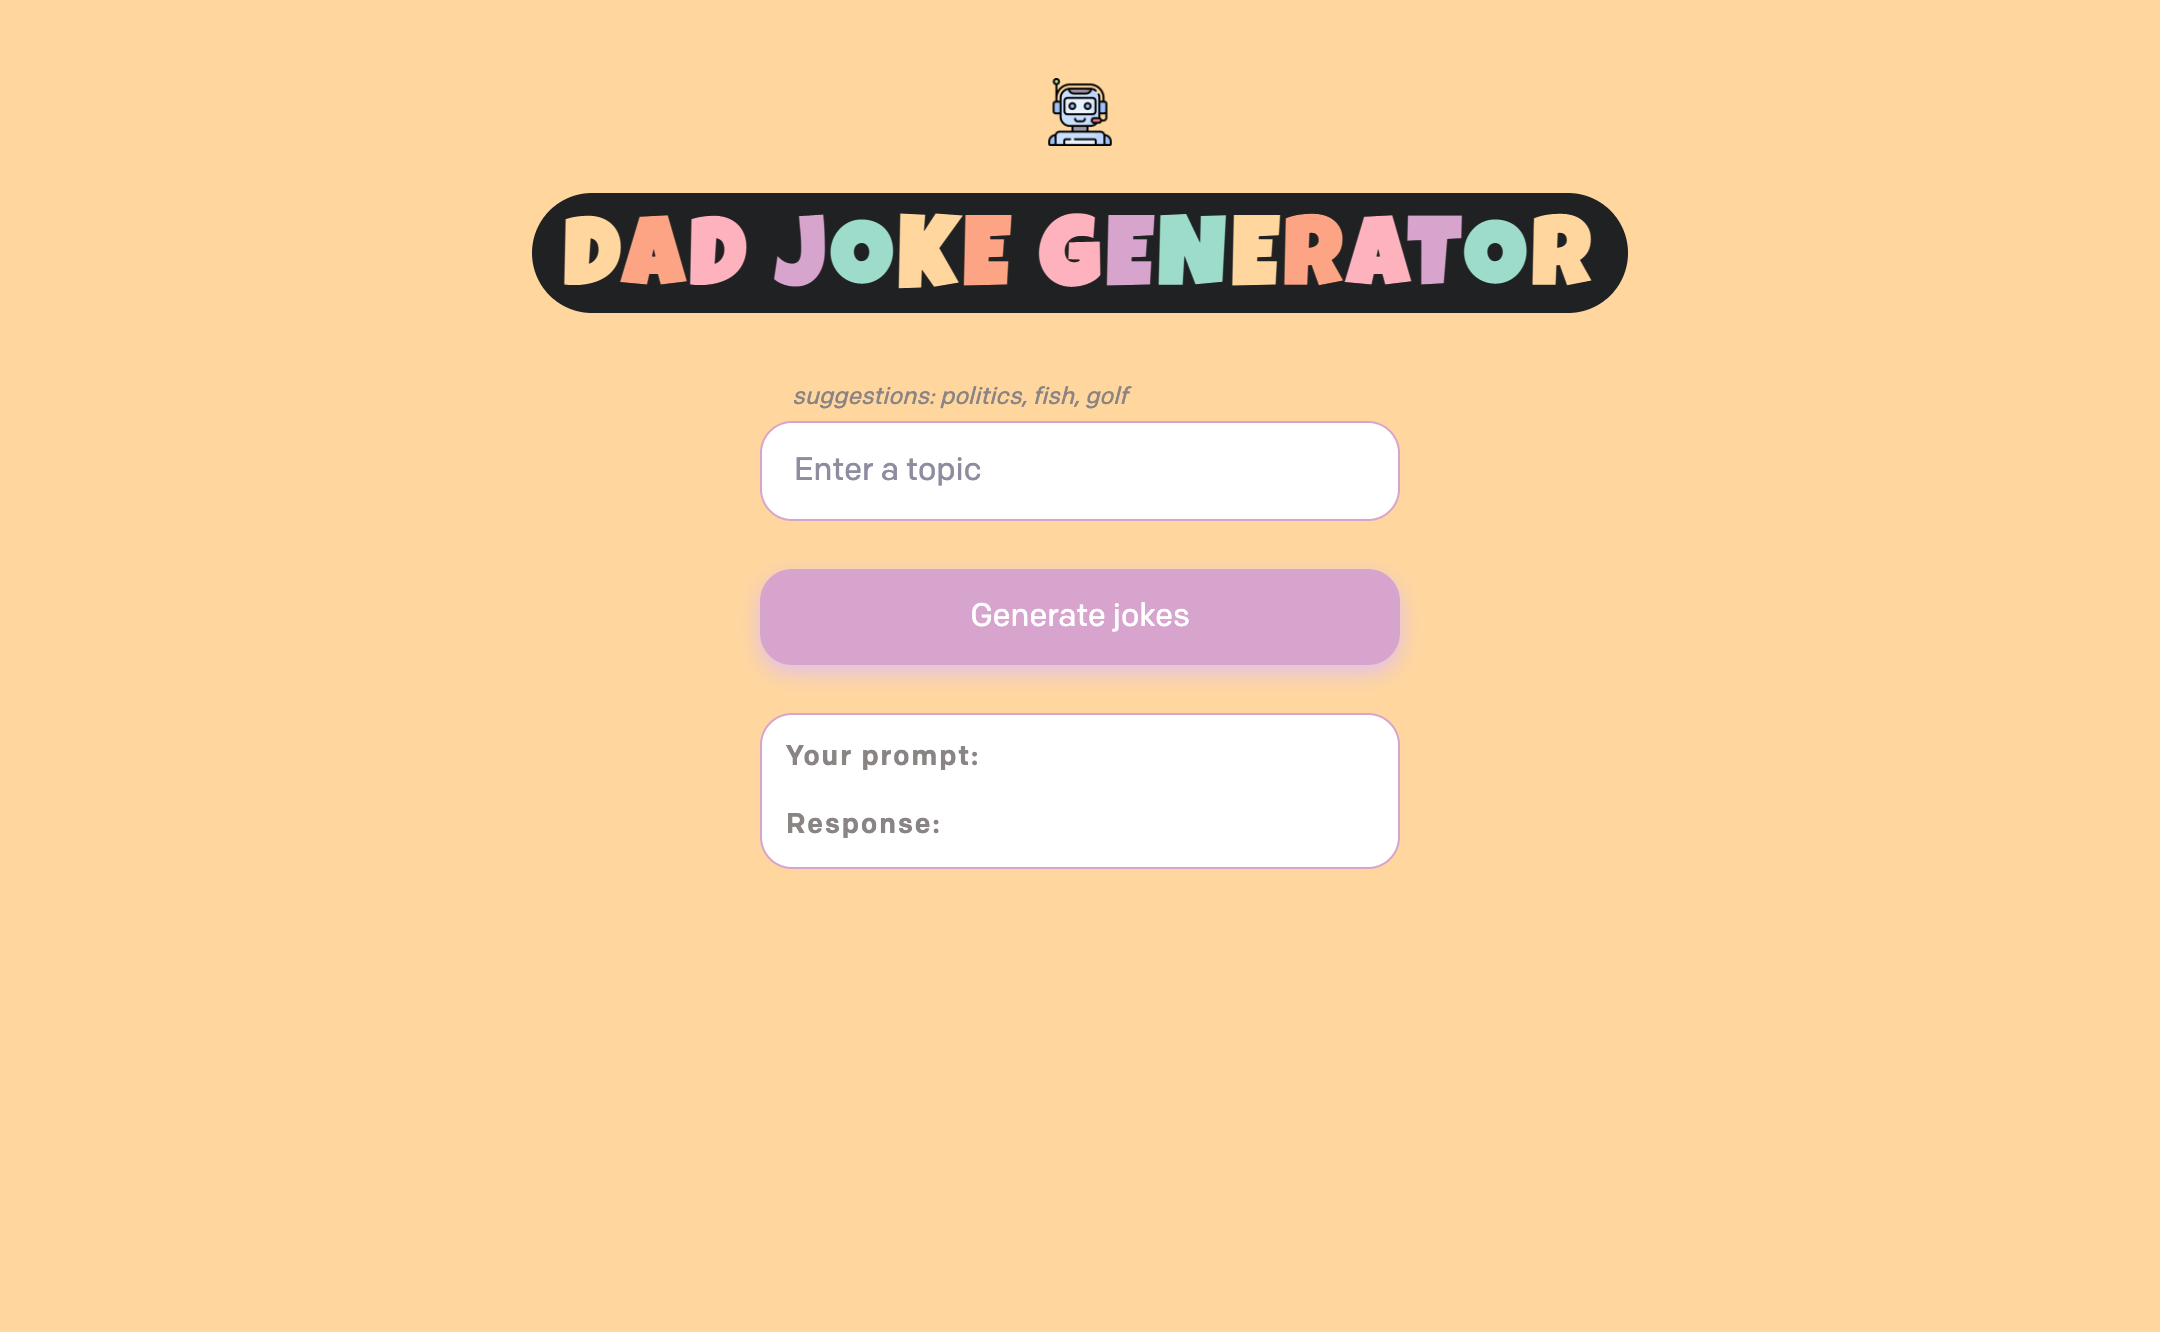 DAD JOKE GENERATOR
suggestions: politics, fish, golf
Enter a topic
Generate jokes
Your prompt:
Response: